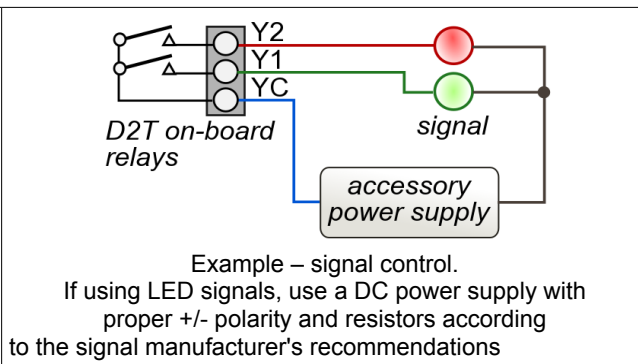 Y2
Y1
YC
D2T on-board
relays
signal
accessory
power supply
Example – signal control.
If using LED signals, use a DC power supply with
proper +/- polarity and resistors according
to the signal manufacturer's recommendations